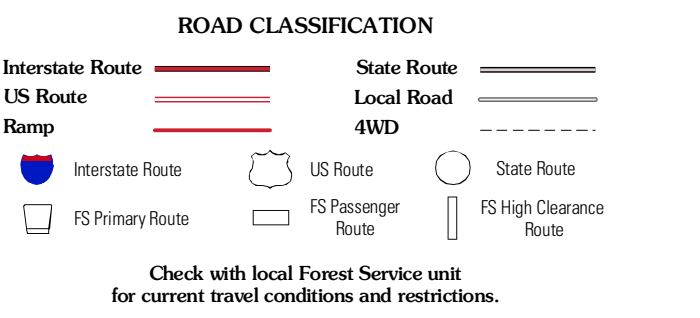 ROAD CLASSIFICATION
Interstate Route
State Route
US Route
Local Road
Ramp
4WD
Interstate Route
US Route
State Route
FS Primary Route
FS Passenger
Route
FS High Clearance
Route
Check with local Forest Service unit
for current travel conditions and restrictions.